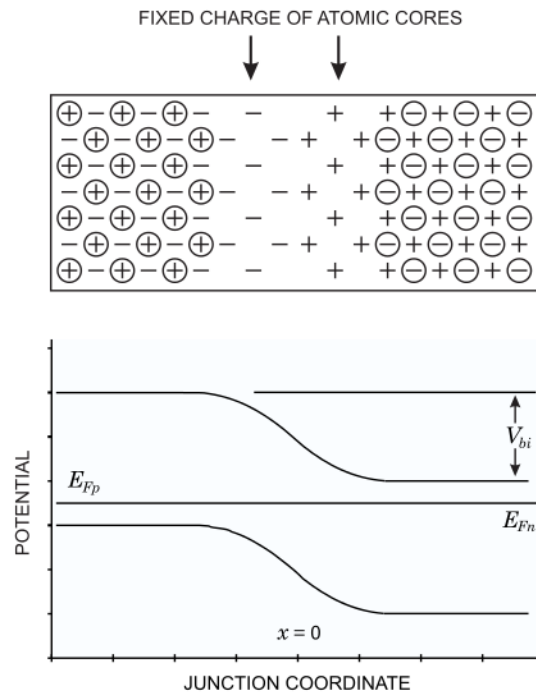 FIXED CHARGE OF ATOMIC CORES
⊕ − ⊕ − ⊕ − − + + ⊖ + ⊖ + ⊖
− ⊕ − ⊕ − ⊕ − − + + ⊖ + ⊖ + ⊖ +
⊕ − ⊕ − ⊕ − − + + ⊖ + ⊖ + ⊖
− ⊕ − ⊕ − ⊕ − − + + ⊖ + ⊖ + ⊖ +
⊕ − ⊕ − ⊕ − − + + ⊖ + ⊖ + ⊖
− ⊕ − ⊕ − ⊕ − − + + ⊖ + ⊖ + ⊖ +
⊕ − ⊕ − ⊕ − − + + ⊖ + ⊖ + ⊖
V_bi
E_Fp
E_Fn
POTENTIAL
x = 0
JUNCTION COORDINATE